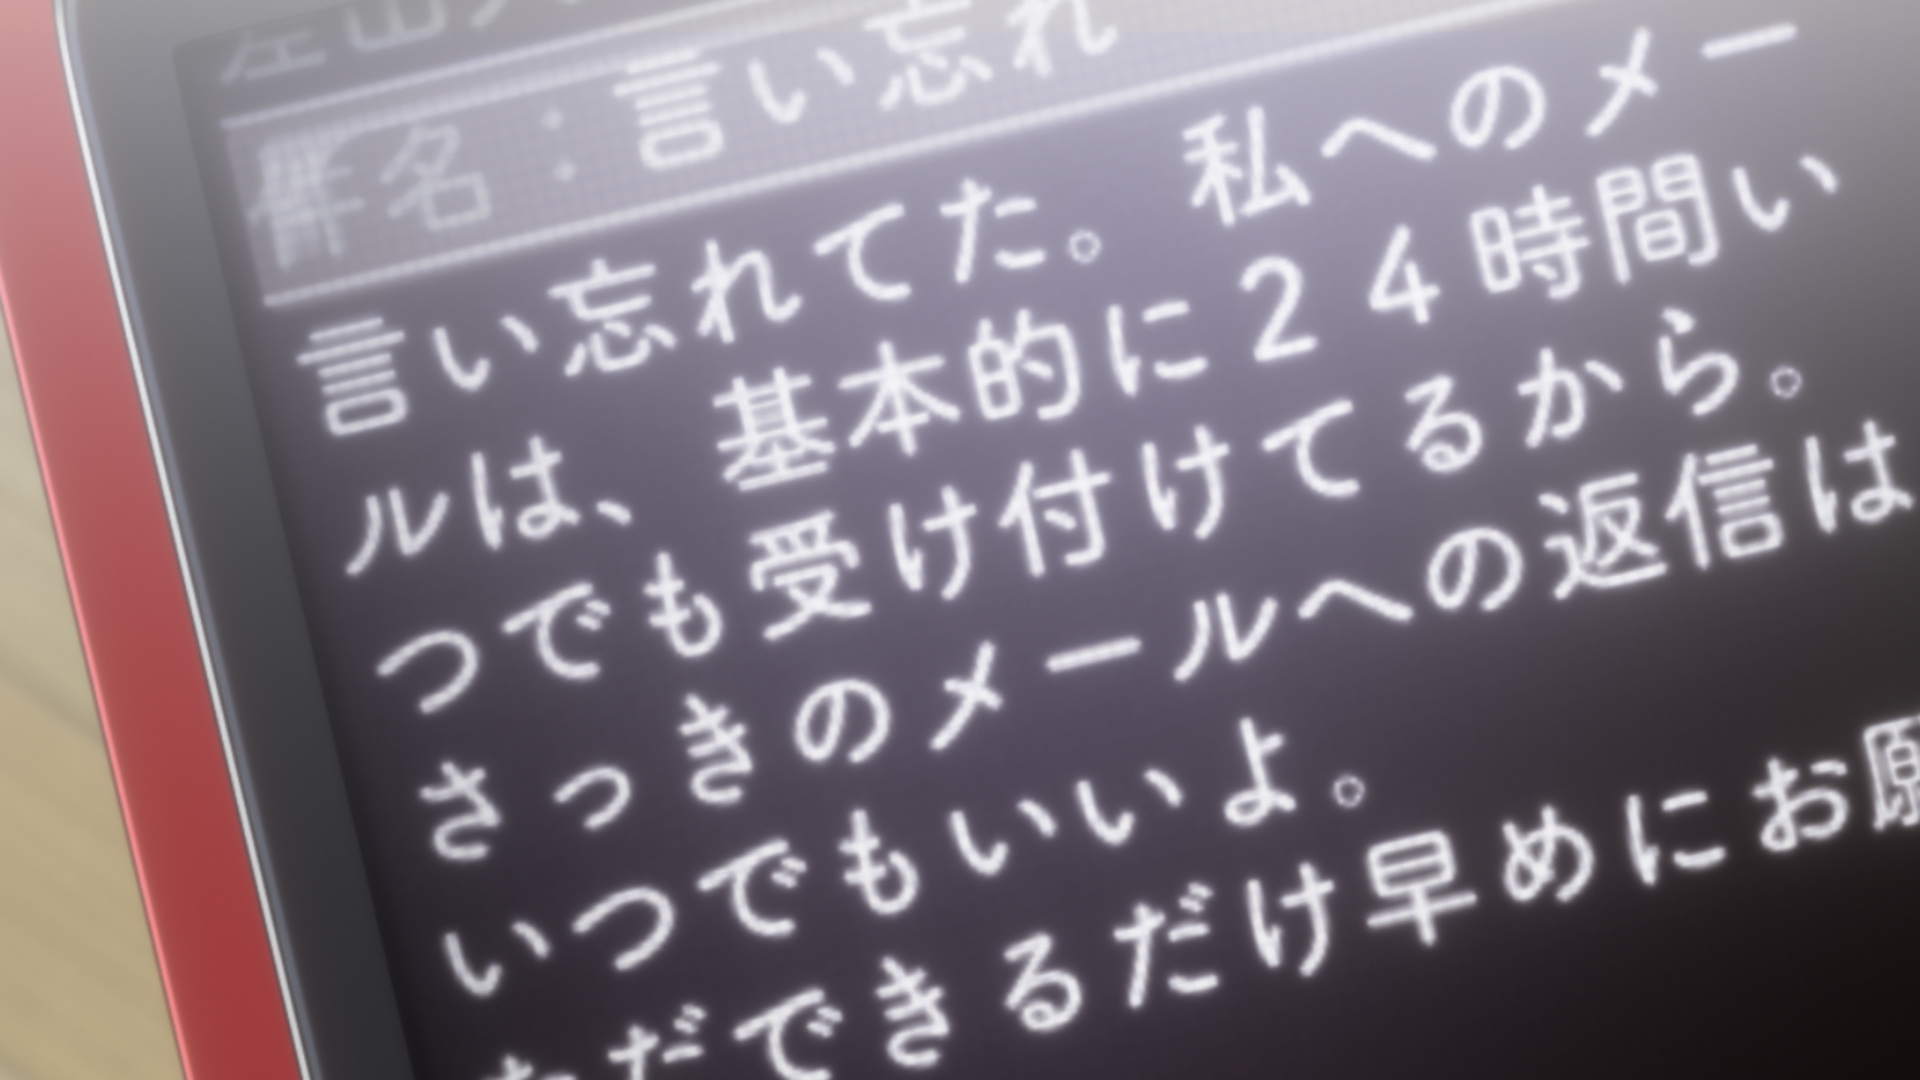 件名：言い忘れ
言い忘れてた。私へのメー
ルは、基本的に２４時間い
つでも受け付けてるから。
さっきのメールへの返信は
いつでもいいよ。
ただできるだけ早めにお願